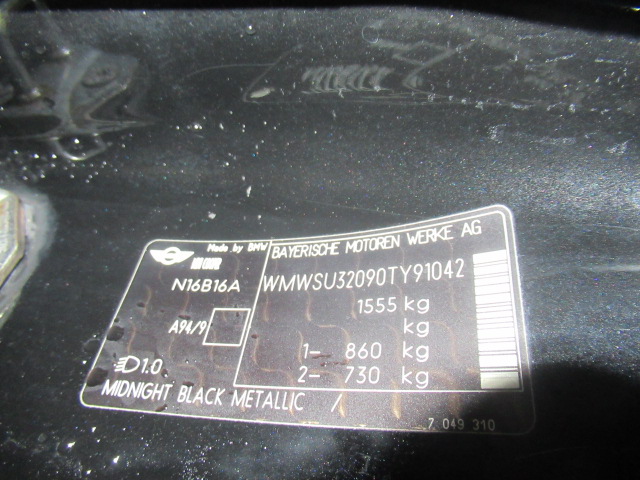 Made by BMW
BAYERISCHE MOTOREN WERKE AG
N16B16A
WMWSU32090TY91042
1555 kg
A94/9
kg
1- 860 kg
1.0
2- 730 kg
MIDNIGHT BLACK METALLIC /
7 049 310